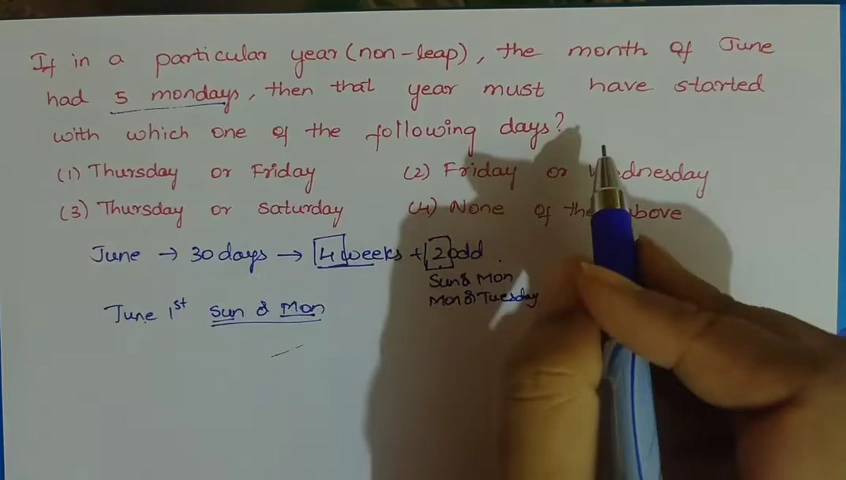 If in a particular year (non-leap), the month of June
had 5 mondays, then that year must have started
with which one of the following days?
(1) Thursday or Friday (2) Friday or
(3) Thursday or Saturday (4) None of the above
June → 30 days → 4 weeks + 2 odd.
Sun & Mon
Mon & Tuesday
June 1st Sun & Mon